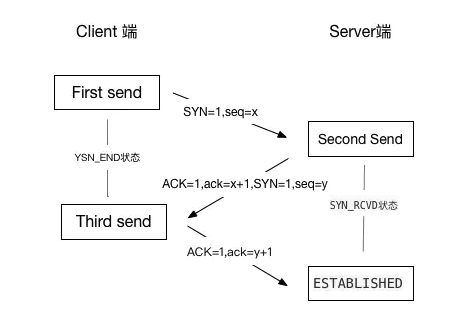 Client 端
Server端
First send
SYN=1,seq=x
Second Send
YSN_END状态
ACK=1,ack=x+1,SYN=1,seq=y
SYN_RCVD状态
Third send
ACK=1,ack=y+1
ESTABLISHED